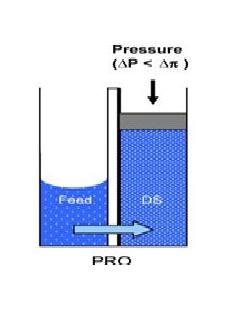 Pressure
(ΔP < Δπ )
Feed
DS
PRO